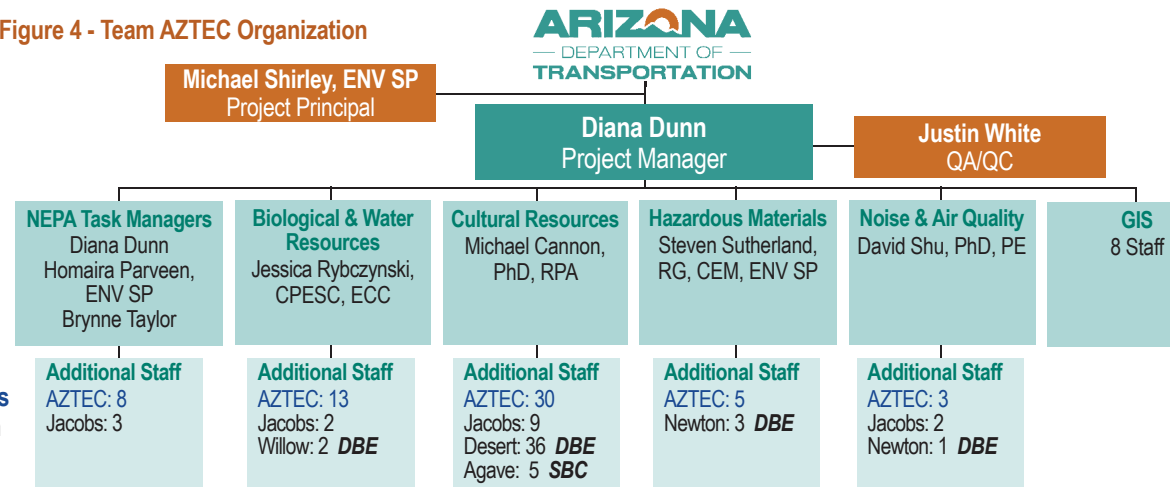 Figure 4 - Team AZTEC Organization
ARIZONA
DEPARTMENT OF
TRANSPORTATION
Michael Shirley, ENV SP
Project Principal
Diana Dunn
Project Manager
Justin White
QA/QC
NEPA Task Managers
Diana Dunn
Homaira Parveen,
ENV SP
Brynne Taylor
Biological & Water
Resources
Jessica Rybczynski,
CPESC, ECC
Cultural Resources
Michael Cannon,
PhD, RPA
Hazardous Materials
Steven Sutherland,
RG, CEM, ENV SP
Noise & Air Quality
David Shu, PhD, PE
GIS
8 Staff
Additional Staff
AZTEC: 8
Jacobs: 3
Additional Staff
AZTEC: 13
Jacobs: 2
Willow: 2 DBE
Additional Staff
AZTEC: 30
Jacobs: 9
Desert: 36 DBE
Agave: 5 SBC
Additional Staff
AZTEC: 5
Newton: 3 DBE
Additional Staff
AZTEC: 3
Jacobs: 2
Newton: 1 DBE